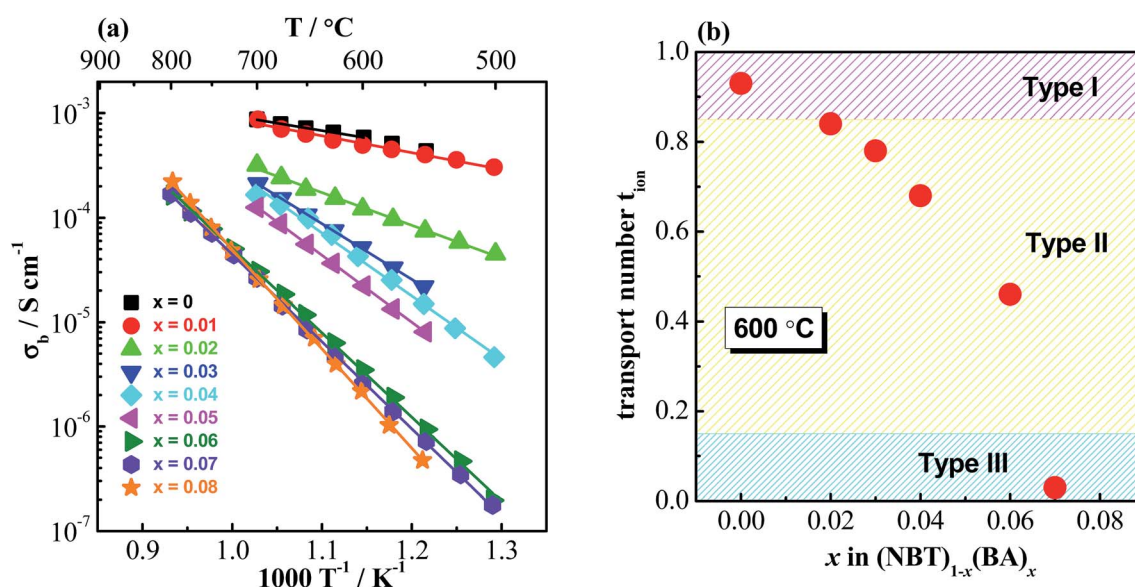 (a)
T / °C
900 800 700 600 500
10⁻³
10⁻⁴
10⁻⁵
10⁻⁶
10⁻⁷
σb / S cm⁻¹
x = 0
x = 0.01
x = 0.02
x = 0.03
x = 0.04
x = 0.05
x = 0.06
x = 0.07
x = 0.08
0.9 1.0 1.1 1.2 1.3
1000 T⁻¹ / K⁻¹
(b)
1.0
0.8
0.6
0.4
0.2
0.0
transport number tion
Type I
Type II
600 °C
Type III
0.00 0.02 0.04 0.06 0.08
x in (NBT)1-x(BA)x